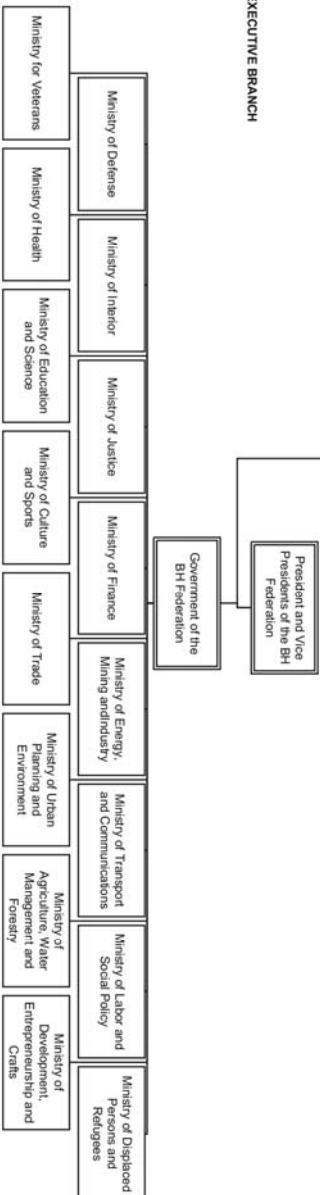 EXECUTIVE BRANCH
President and Vice
Presidents of the BH
Federation
Government of the
BH Federation
Ministry of Defense
Ministry of Interior
Ministry of Justice
Ministry of Finance
Ministry of Energy,
Mining andIndustry
Ministry of Transport
and Communications
Ministry of Labor and
Social Policy
Ministry of Displaced
Persons and
Refugees
Ministry for Veterans
Ministry of Health
Ministry of Education
and Science
Ministry of Culture
and Sports
Ministry of Trade
Ministry of Urban
Planning and
Environment
Ministry of
Agriculture, Water
Management and
Forestry
Ministry of
Development,
Entrepreneurship and
Crafts